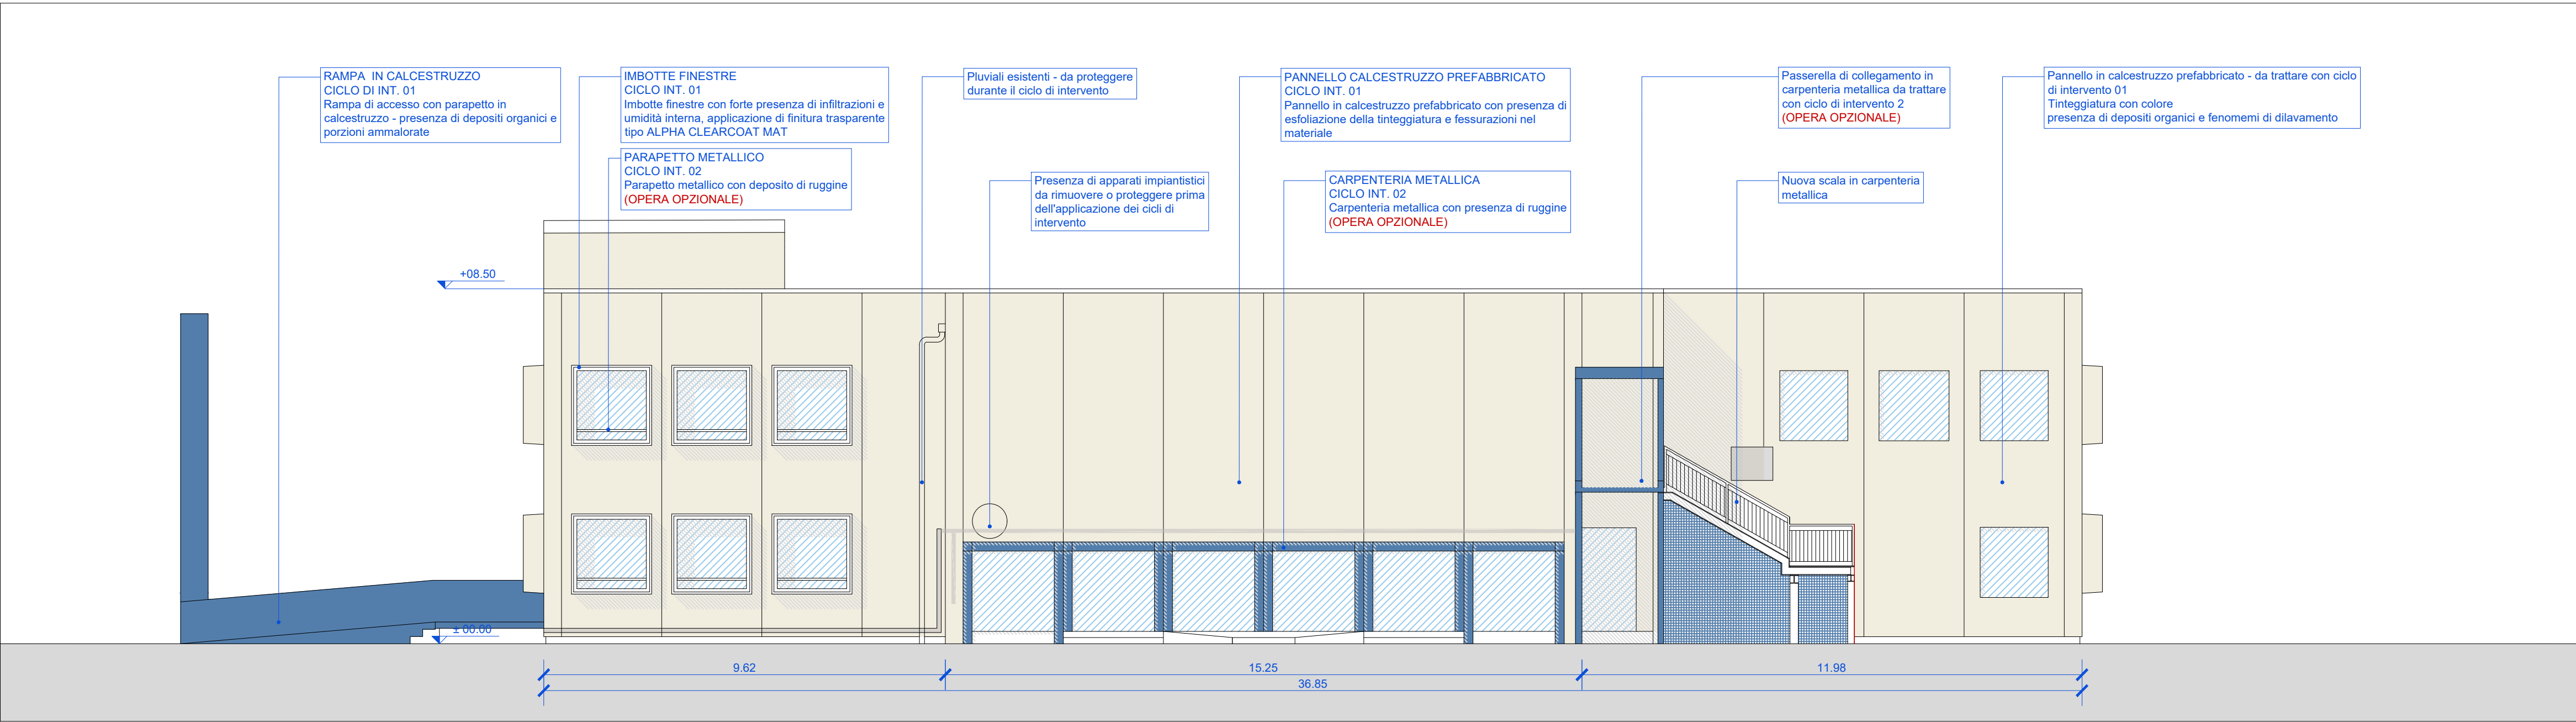 RAMPA  IN CALCESTRUZZO
CICLO DI INT. 01
Rampa di accesso con parapetto in
calcestruzzo - presenza di depositi organici e
porzioni ammalorate
IMBOTTE FINESTRE
CICLO INT. 01
Imbotte finestre con forte presenza di infiltrazioni e
umidità interna, applicazione di finitura trasparente
tipo ALPHA CLEARCOAT MAT
PARAPETTO METALLICO
CICLO INT. 02
Parapetto metallico con deposito di ruggine
(OPERA OPZIONALE)
Pluviali esistenti - da proteggere
durante il ciclo di intervento
Presenza di apparati impiantistici
da rimuovere o proteggere prima
dell'applicazione dei cicli di
intervento
PANNELLO CALCESTRUZZO PREFABBRICATO
CICLO INT. 01
Pannello in calcestruzzo prefabbricato con presenza di
esfoliazione della tinteggiatura e fessurazioni nel
materiale
CARPENTERIA METALLICA
CICLO INT. 02
Carpenteria metallica con presenza di ruggine
(OPERA OPZIONALE)
Passerella di collegamento in
carpenteria metallica da trattare
con ciclo di intervento 2
(OPERA OPZIONALE)
Nuova scala in carpenteria
metallica
Pannello in calcestruzzo prefabbricato - da trattare con ciclo
di intervento 01
Tinteggiatura con colore
presenza di depositi organici e fenomemi di dilavamento
+08.50
± 00.00
9.62
15.25
11.98
36.85